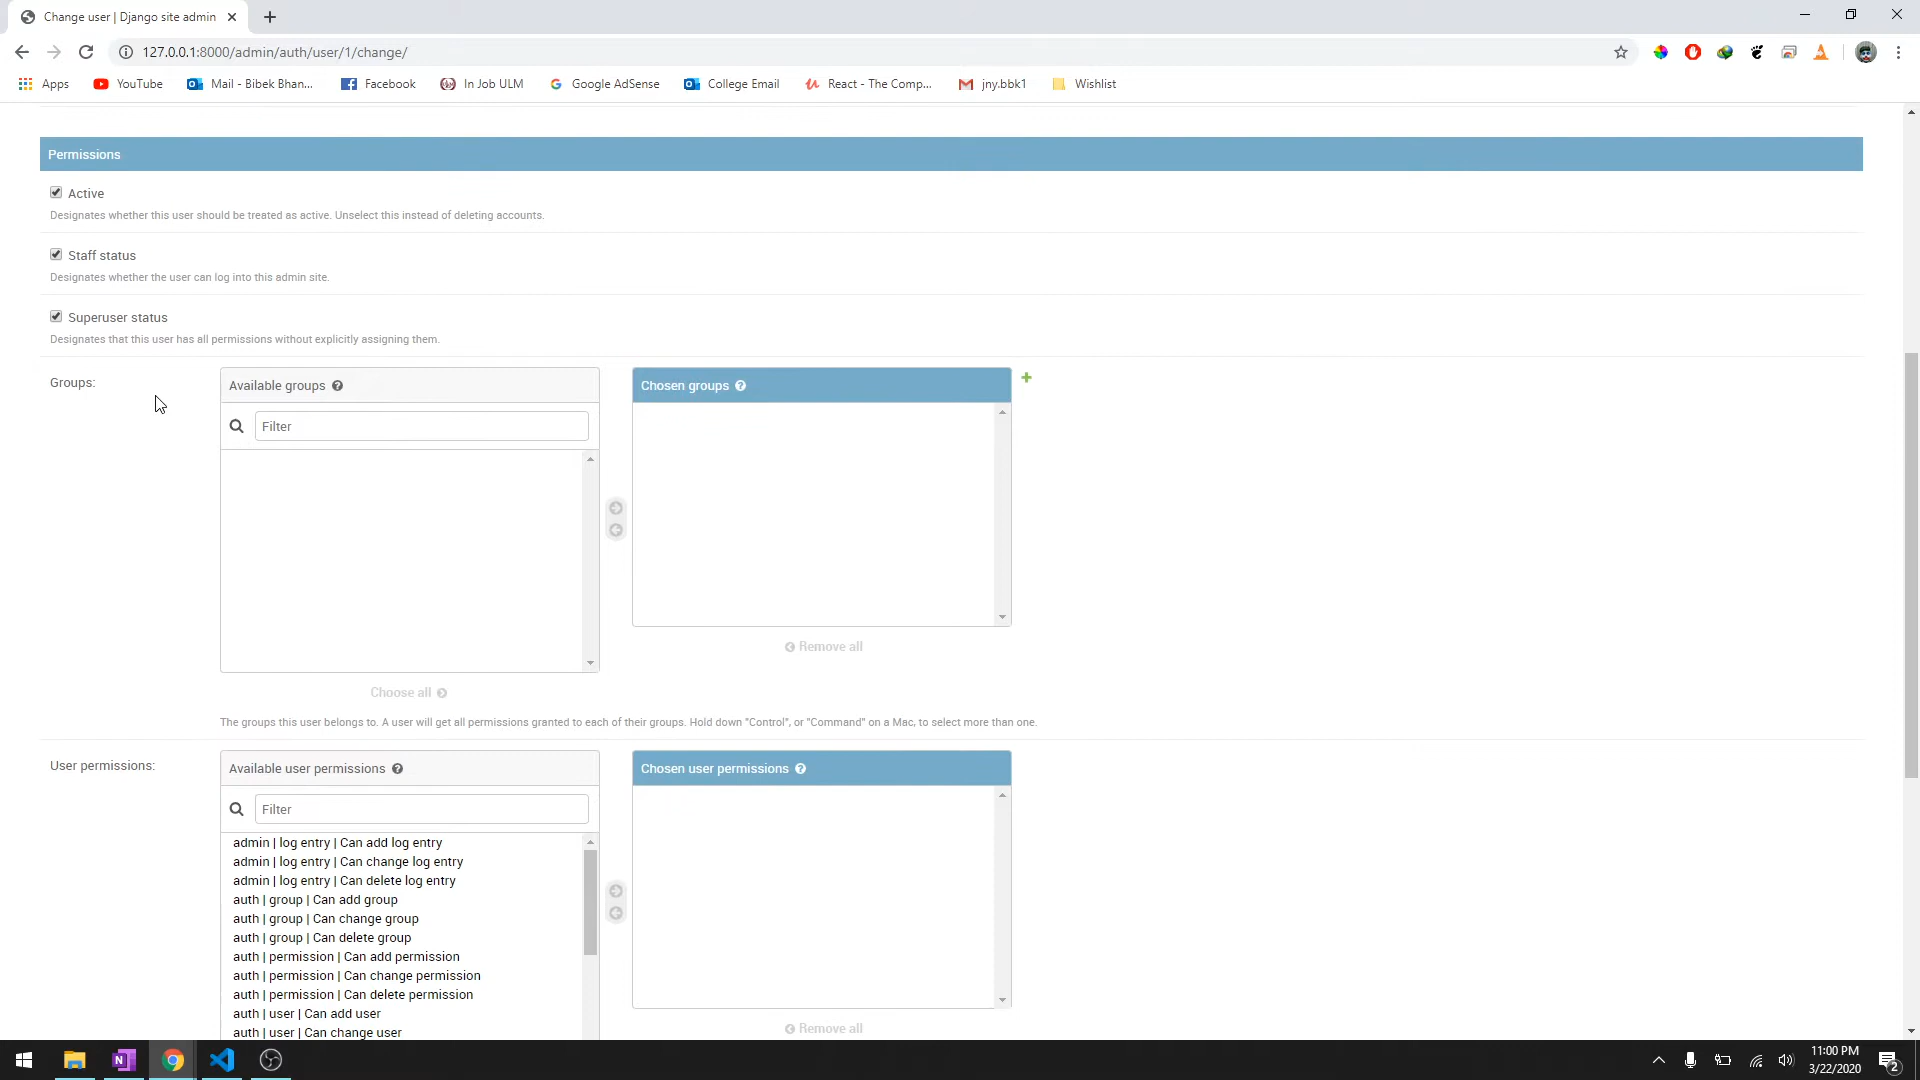 Change user | Django site admin
127.0.0.1:8000/admin/auth/user/1/change/
Apps YouTube Mail - Bibek Bhan... Facebook In Job ULM Google AdSense College Email React - The Comp... jny.bbk1 Wishlist
Permissions
Active
Designates whether this user should be treated as active. Unselect this instead of deleting accounts.
Staff status
Designates whether the user can log into this admin site.
Superuser status
Designates that this user has all permissions without explicitly assigning them.
Groups:
Available groups
Filter
Choose all
Chosen groups
Remove all
The groups this user belongs to. A user will get all permissions granted to each of their groups. Hold down "Control", or "Command" on a Mac, to select more than one.
User permissions:
Available user permissions
Filter
admin | log entry | Can add log entry
admin | log entry | Can change log entry
admin | log entry | Can delete log entry
auth | group | Can add group
auth | group | Can change group
auth | group | Can delete group
auth | permission | Can add permission
auth | permission | Can change permission
auth | permission | Can delete permission
auth | user | Can add user
auth | user | Can change user
Chosen user permissions
Remove all
11:00 PM
3/22/2020
2